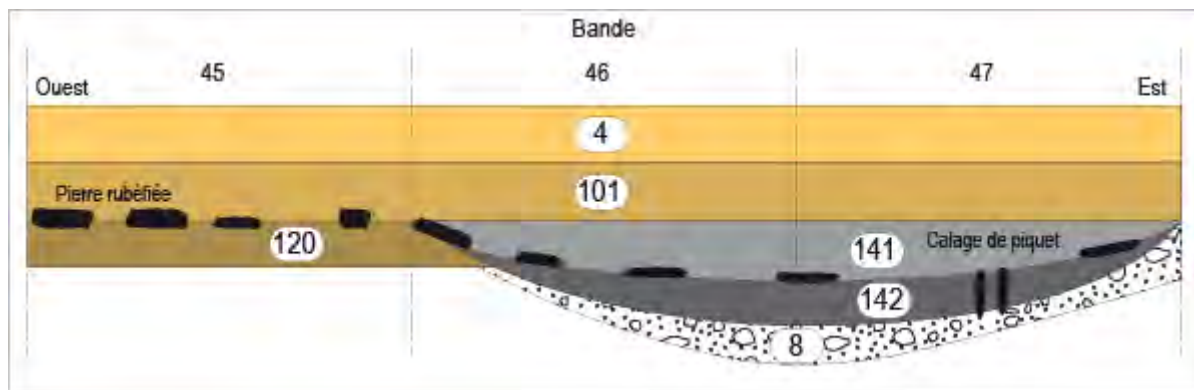 Bande
45 46 47
Ouest Est
4
Pierre rubéfiée 101
120 141 Calage de piquet
142
8